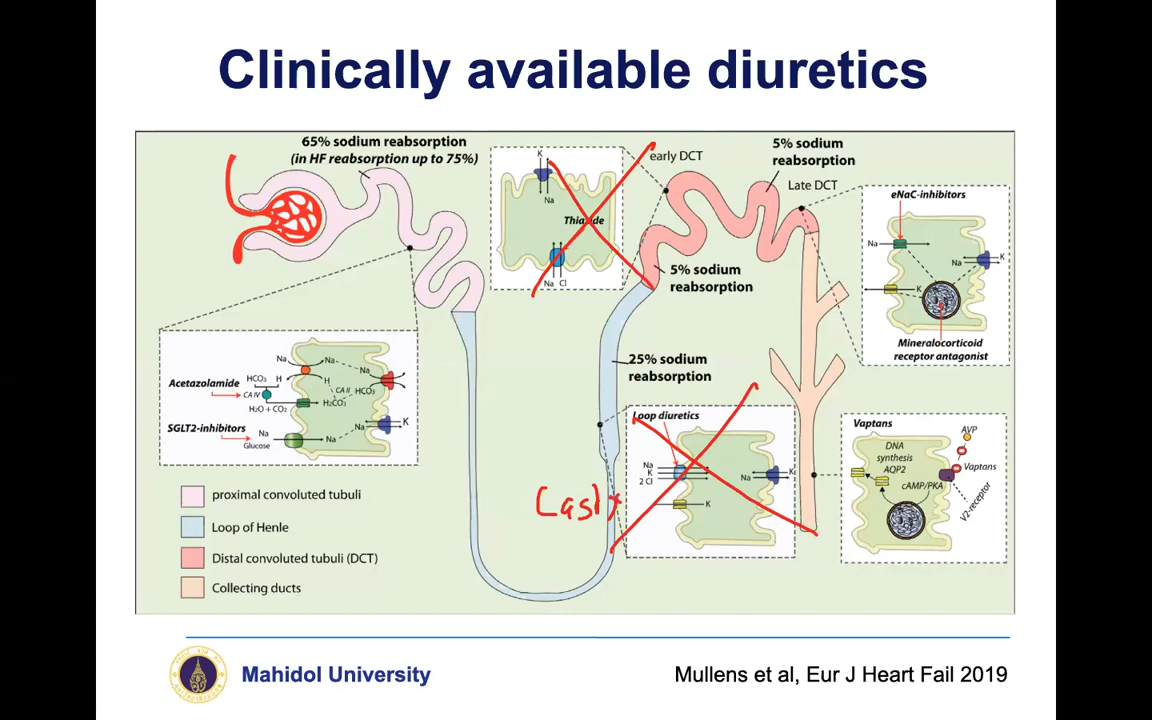 Clinically available diuretics
65% sodium reabsorption
(in HF reabsorption up to 75%)
K
Na
Thiazide
Na Cl
early DCT
5% sodium
reabsorption
Late DCT
5% sodium
reabsorption
eNaC-inhibitors
Na
Na
K
K
Mineralocorticoid
receptor antagonist
25% sodium
reabsorption
Acetazolamide
HCO3 H
CA IV
H2O + CO2
Na
Na
H
CA II
H2CO3
HCO3
Na
SGLT2-inhibitors
Na
Glucose
Na
Na
K
Loop diuretics
Na
K
2 Cl
Na
K
K
Vaptans
DNA
synthesis
AQP2
cAMP/PKA
AVP
Vaptans
V2-receptor
proximal convoluted tubuli
Loop of Henle
Distal convoluted tubuli (DCT)
Collecting ducts
Mahidol University
Mullens et al, Eur J Heart Fail 2019